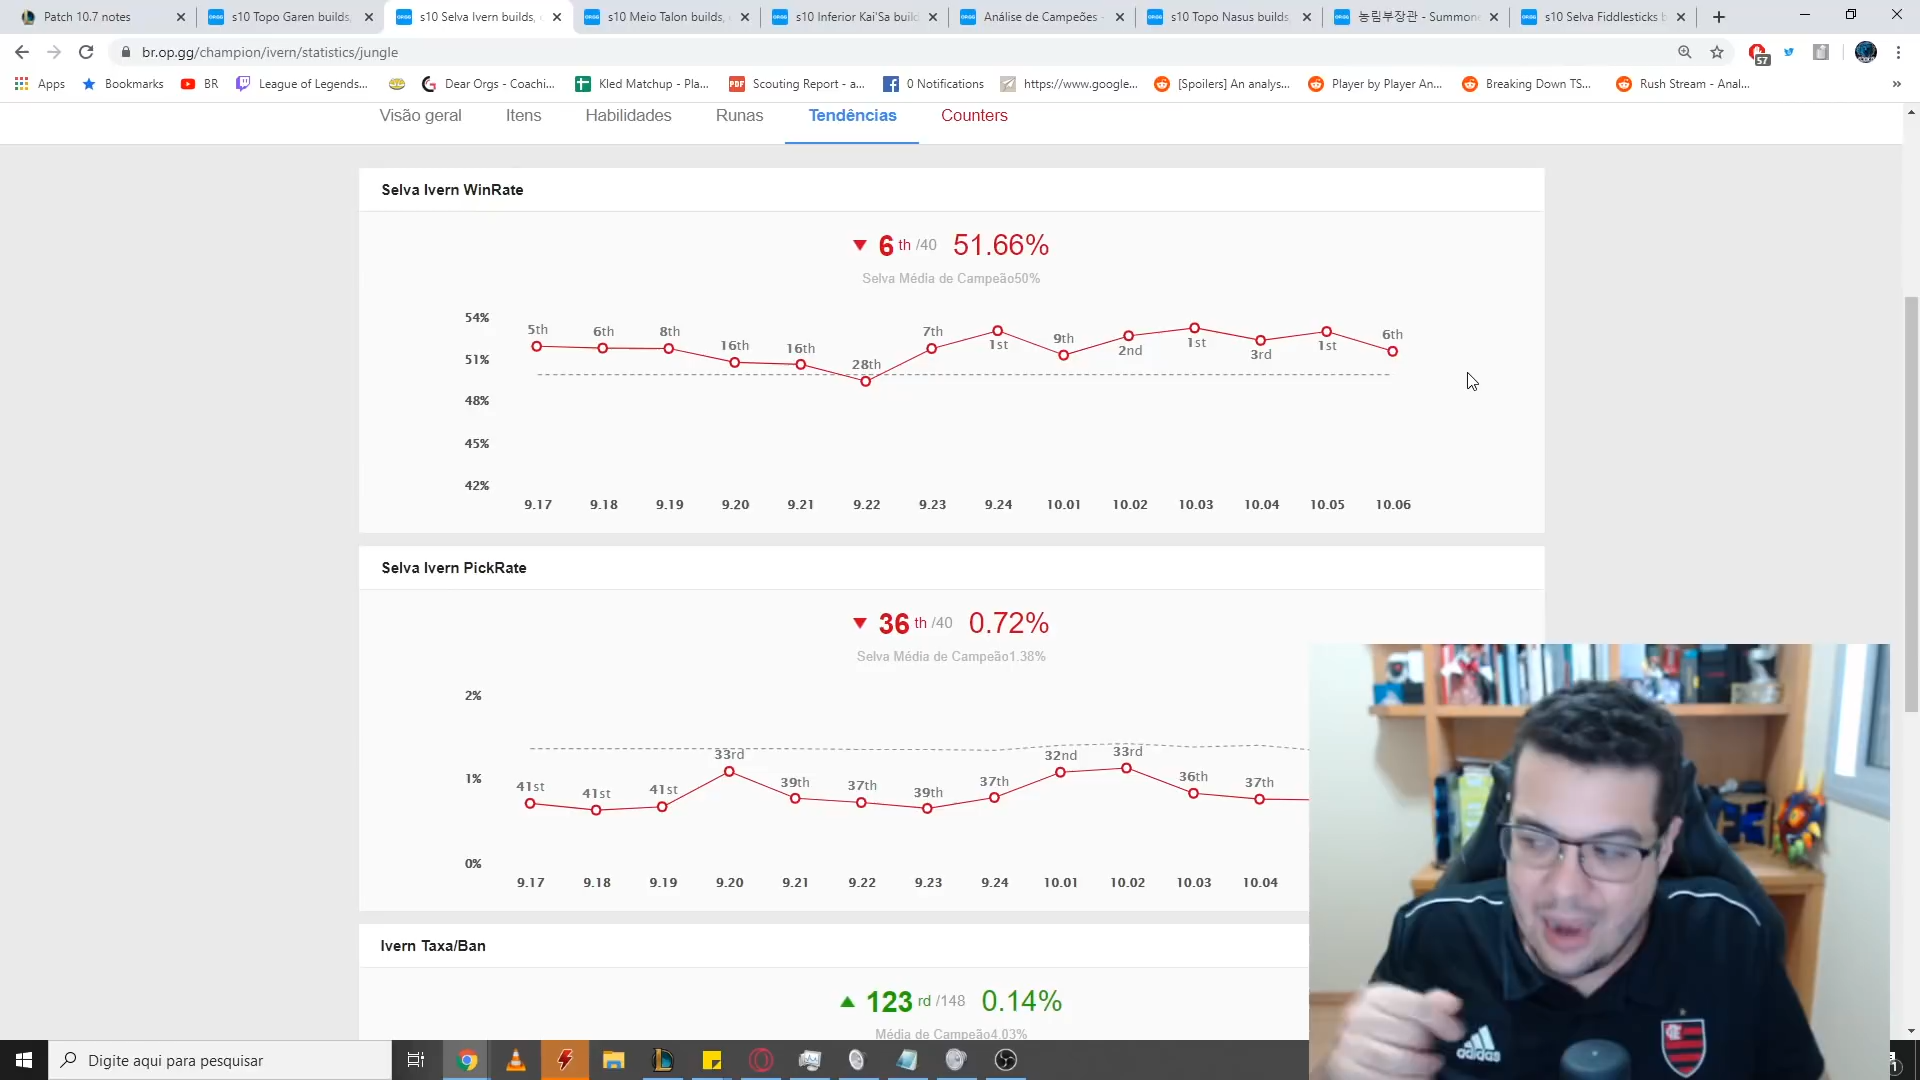 Patch 10.7 notes
s10 Topo Garen builds,
s10 Selva Ivern builds,
s10 Meio Talon builds,
s10 Inferior Kai'Sa buil
Análise de Campeões -
s10 Topo Nasus builds
농림부장관 - Summon
s10 Selva Fiddlesticks b
br.op.gg/champion/ivern/statistics/jungle
57
Apps
Bookmarks
BR
League of Legends...
Dear Orgs - Coachi...
Kled Matchup - Pla...
PDF
Scouting Report - a...
0 Notifications
https://www.google...
[Spoilers] An analys...
Player by Player An...
Breaking Down TS...
Rush Stream - Anal...
»
Visão geral
Itens
Habilidades
Runas
Tendências
Counters
Selva Ivern WinRate
6 th /40 51.66%
Selva Média de Campeão50%
54%
51%
48%
45%
42%
5th
6th
8th
16th
16th
28th
7th
1st
9th
2nd
1st
3rd
1st
6th
9.17
9.18
9.19
9.20
9.21
9.22
9.23
9.24
10.01
10.02
10.03
10.04
10.05
10.06
Selva Ivern PickRate
36 th /40 0.72%
Selva Média de Campeão1.38%
2%
1%
0%
41st
41st
41st
33rd
39th
37th
39th
37th
32nd
33rd
36th
37th
9.17
9.18
9.19
9.20
9.21
9.22
9.23
9.24
10.01
10.02
10.03
10.04
Ivern Taxa/Ban
123 rd /148 0.14%
Média de Campeão4.03%
adidas
Digite aqui para pesquisar